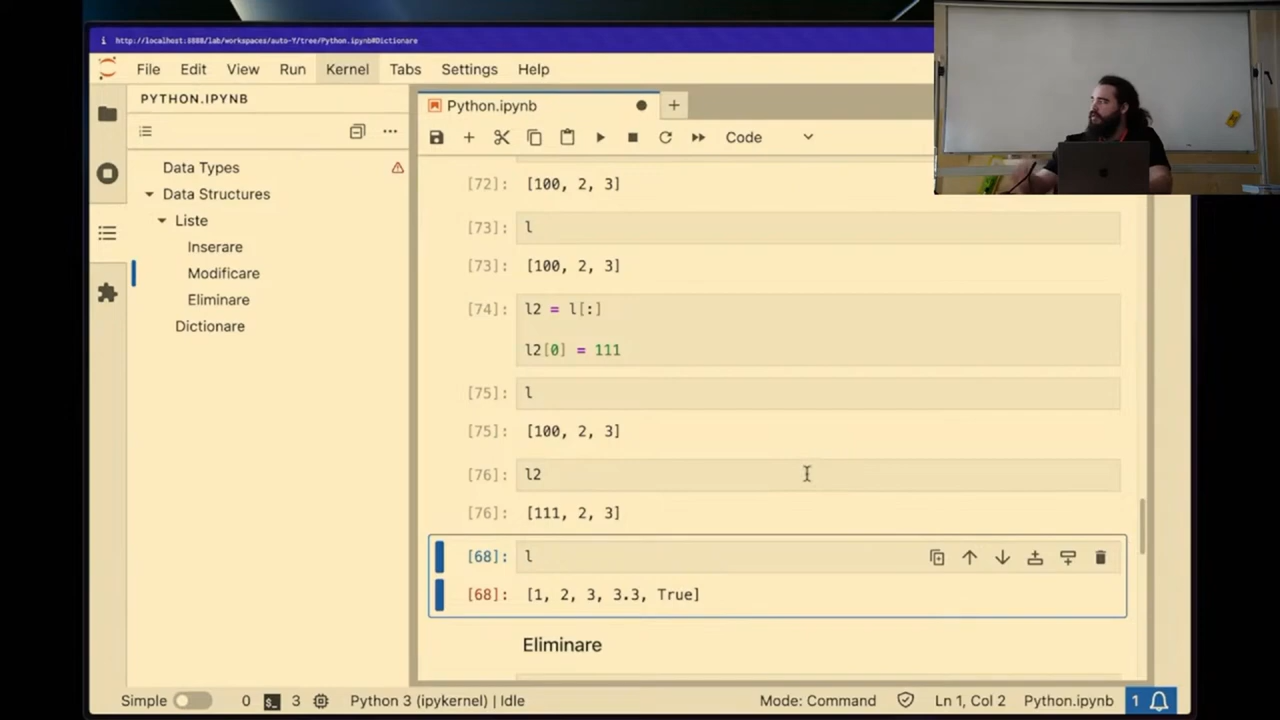 http://localhost:8888/lab/workspaces/auto-Y/tree/Python.ipynb#Dictionare
File Edit View Run Kernel Tabs Settings Help
PYTHON.IPYNB
Data Types
Data Structures
Liste
Inserare
Modificare
Eliminare
Dictionare
Python.ipynb
Code
[72]: [100, 2, 3]
[73]: l
[73]: [100, 2, 3]
[74]: l2 = l[:]
l2[0] = 111
[75]: l
[75]: [100, 2, 3]
[76]: l2
[76]: [111, 2, 3]
[68]: l
[68]: [1, 2, 3, 3.3, True]
Eliminare
Simple 0 3 Python 3 (ipykernel) | Idle Mode: Command Ln 1, Col 2 Python.ipynb 1